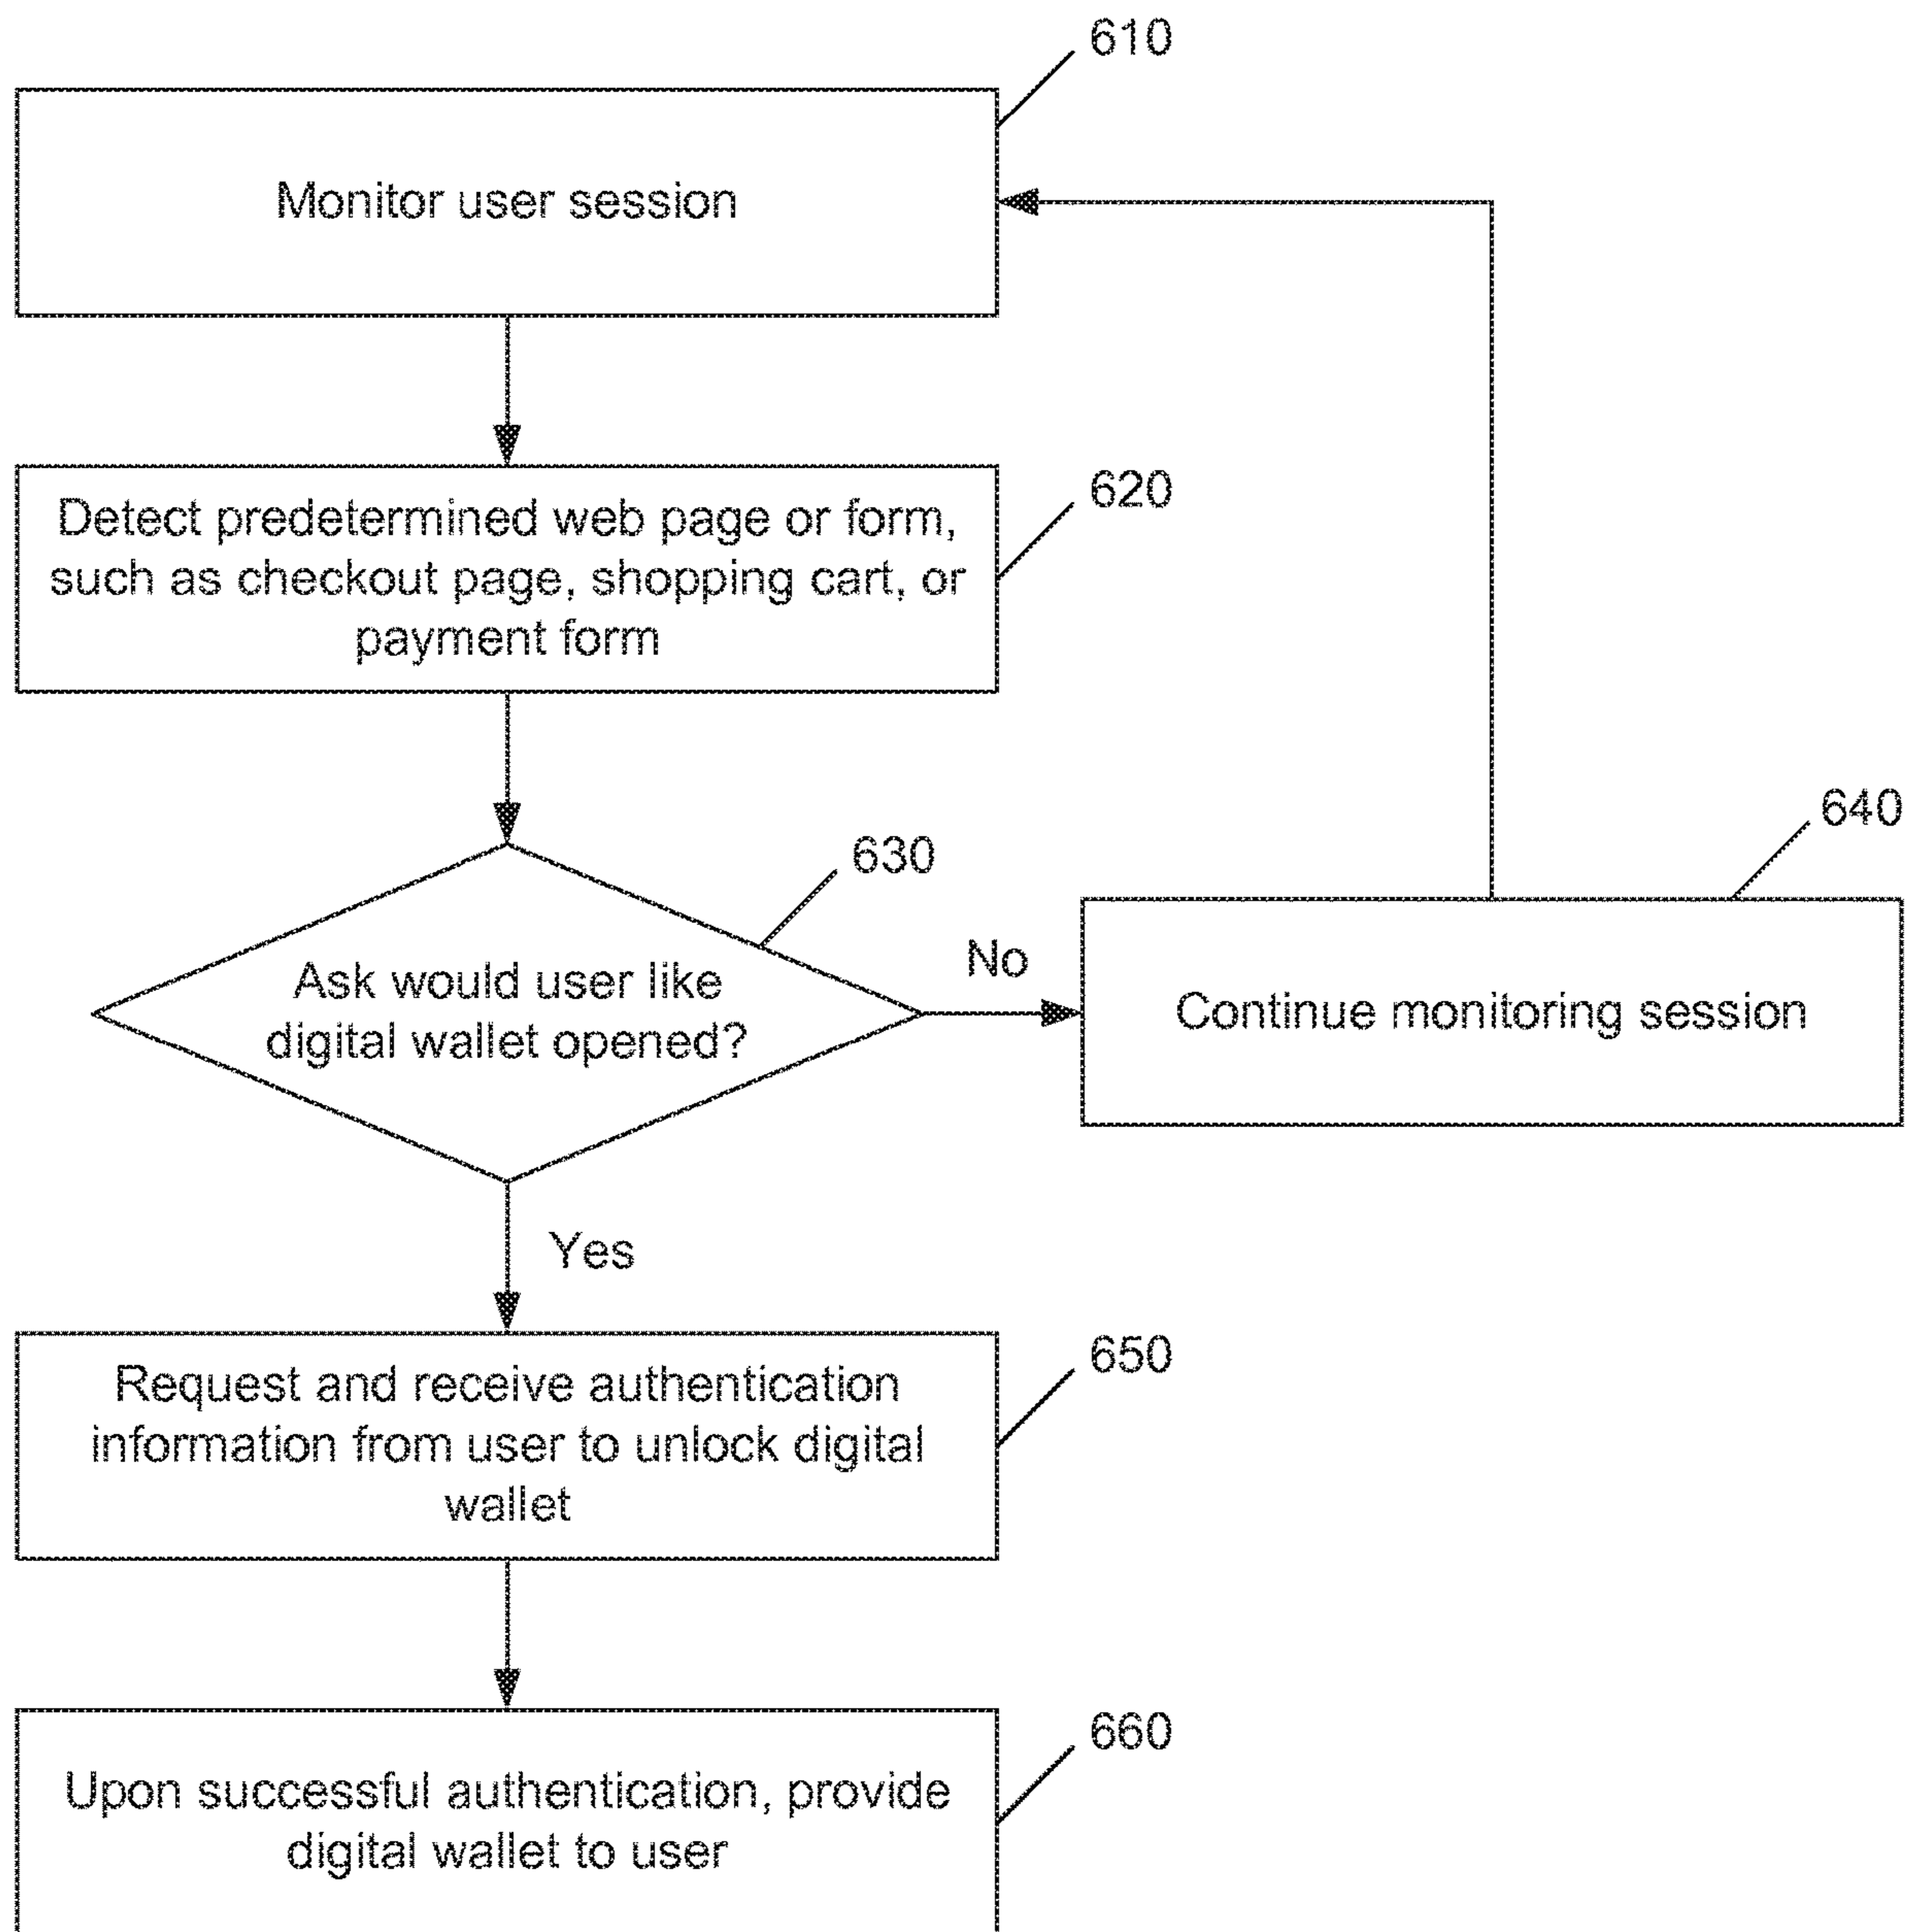 610
Monitor user session
620
Detect predetermined web page or form,
such as checkout page, shopping cart, or
payment form
630
Ask would user like
digital wallet opened?
No
640
Continue monitoring session
Yes
650
Request and receive authentication
information from user to unlock digital
wallet
660
Upon successful authentication, provide
digital wallet to user